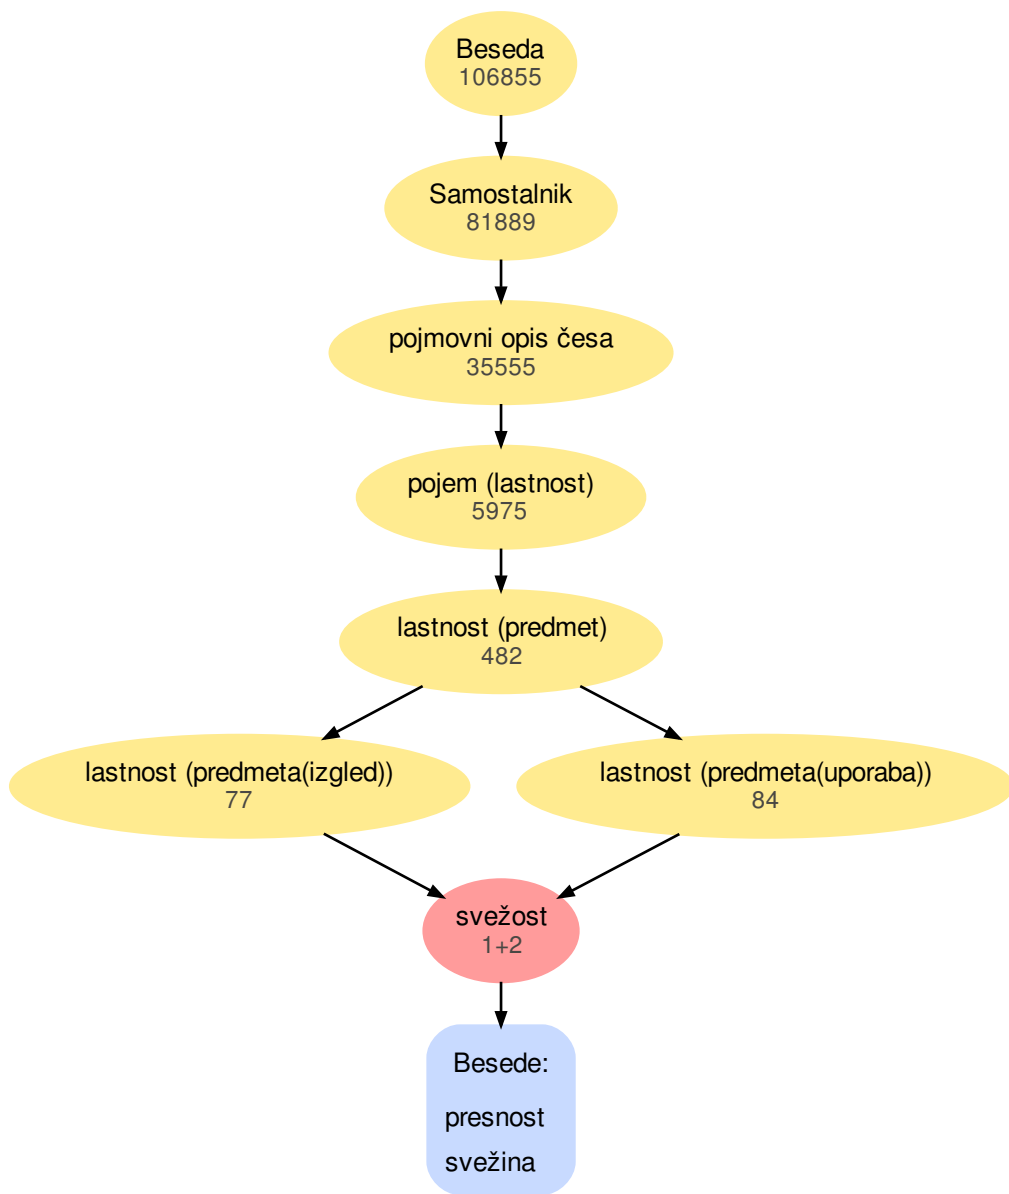 Beseda
106855
Samostalnik
81889
pojmovni opis česa
35555
pojem (lastnost)
5975
lastnost (predmet)
482
lastnost (predmeta(izgled))
77
lastnost (predmeta(uporaba))
84
svežost
1+2
Besede:
presnost
svežina